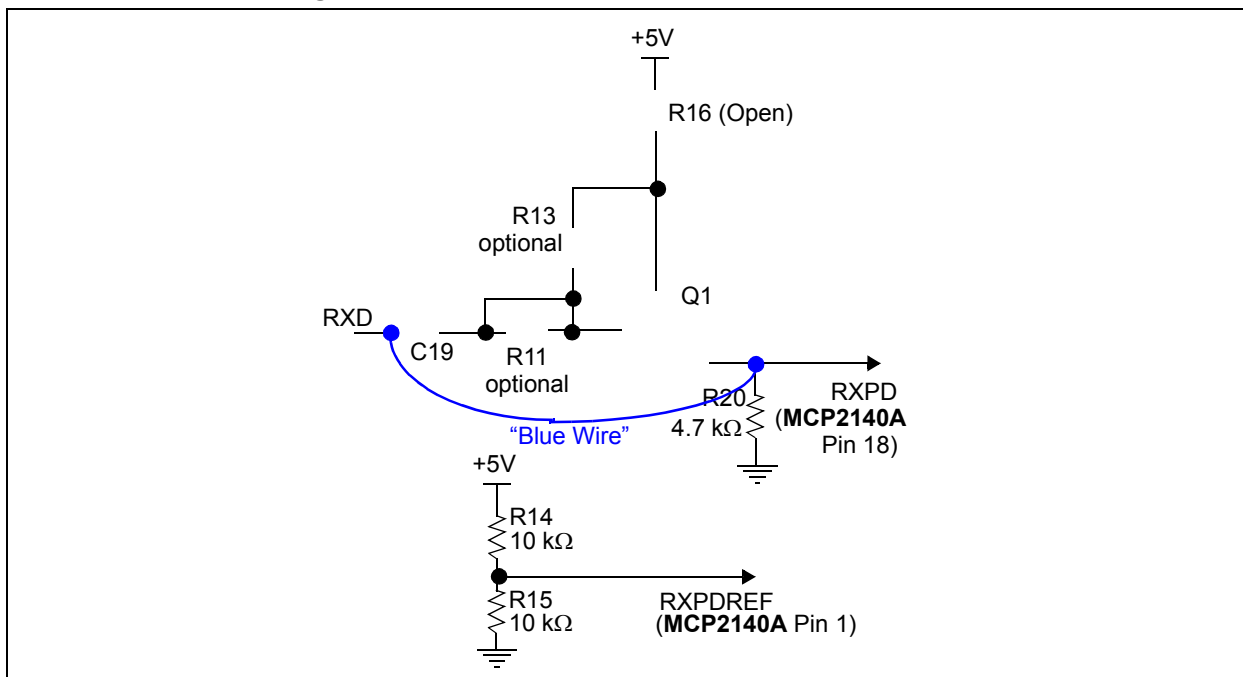 +5V
R16 (Open)
R13
optional
Q1
RXD
C19
R11
optional
R20
4.7 kΩ
RXPD
(MCP2140A
Pin 18)
“Blue Wire”
+5V
R14
10 kΩ
R15
10 kΩ
RXPDREF
(MCP2140A Pin 1)